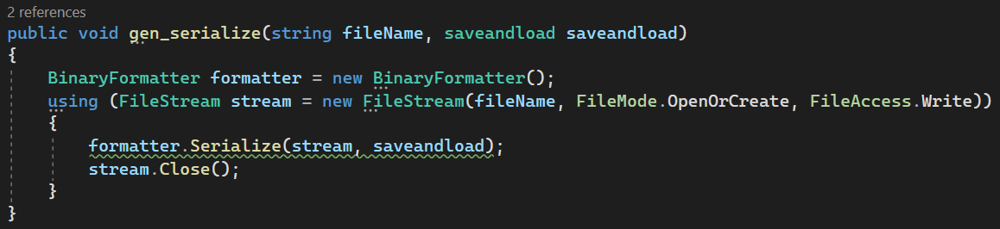 2 references
public void gen_serialize(string fileName, saveandload saveandload)
{
BinaryFormatter formatter = new BinaryFormatter();
using (FileStream stream = new FileStream(fileName, FileMode.OpenOrCreate, FileAccess.Write))
{
formatter.Serialize(stream, saveandload);
stream.Close();
}
}